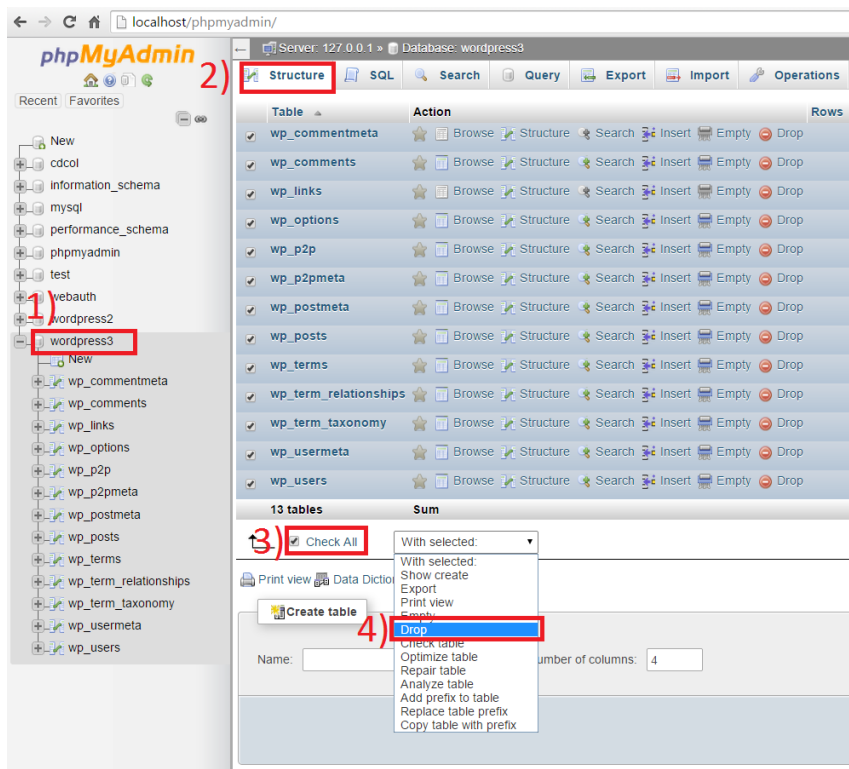 localhost/phpmyadmin/
phpMyAdmin
Recent Favorites
New
cdcol
information_schema
mysql
performance_schema
phpmyadmin
test
webauth
1)
wordpress2
wordpress3
New
wp_commentmeta
wp_comments
wp_links
wp_options
wp_p2p
wp_p2pmeta
wp_postmeta
wp_posts
wp_terms
wp_term_relationships
wp_term_taxonomy
wp_usermeta
wp_users
Server: 127.0.0.1 » Database: wordpress3
2) Structure SQL Search Query Export Import Operations
Table Action Rows
wp_commentmeta Browse Structure Search Insert Empty Drop
wp_comments Browse Structure Search Insert Empty Drop
wp_links Browse Structure Search Insert Empty Drop
wp_options Browse Structure Search Insert Empty Drop
wp_p2p Browse Structure Search Insert Empty Drop
wp_p2pmeta Browse Structure Search Insert Empty Drop
wp_postmeta Browse Structure Search Insert Empty Drop
wp_posts Browse Structure Search Insert Empty Drop
wp_terms Browse Structure Search Insert Empty Drop
wp_term_relationships Browse Structure Search Insert Empty Drop
wp_term_taxonomy Browse Structure Search Insert Empty Drop
wp_usermeta Browse Structure Search Insert Empty Drop
wp_users Browse Structure Search Insert Empty Drop
13 tables Sum
3) Check All With selected:
With selected:
Show create
Export
Print view
Empty
4) Drop
Check table
Optimize table
Repair table
Analyze table
Add prefix to table
Replace table prefix
Copy table with prefix
Print view Data Dictio
Create table
Name: umber of columns: 4